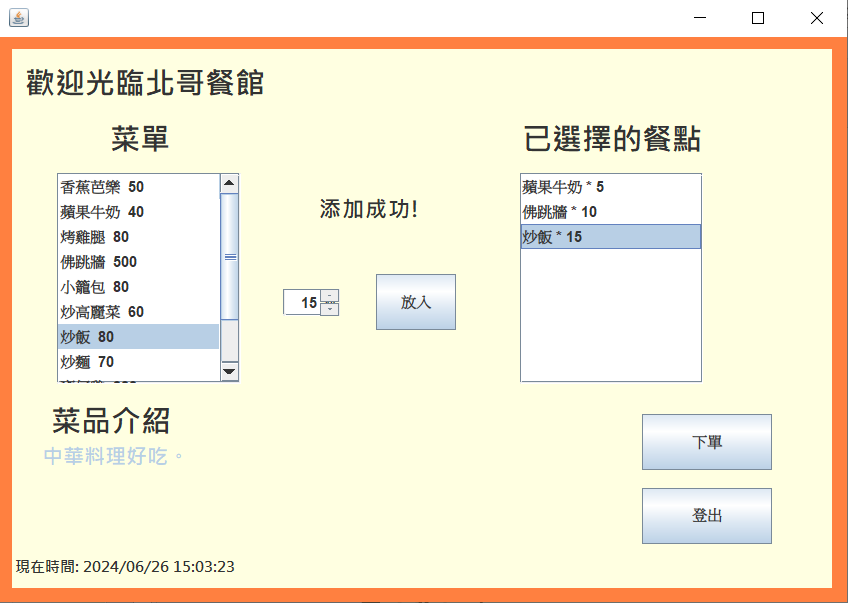 歡迎光臨北哥餐館
菜單
已選擇的餐點
香蕉芭樂 50
蘋果牛奶 40
烤雞腿 80
佛跳牆 500
小籠包 80
炒高麗菜 60
炒飯 80
炒麵 70
添加成功!
15
放入
蘋果牛奶 * 5
佛跳牆 * 10
炒飯 * 15
菜品介紹
中華料理好吃。
下單
登出
現在時間: 2024/06/26 15:03:23